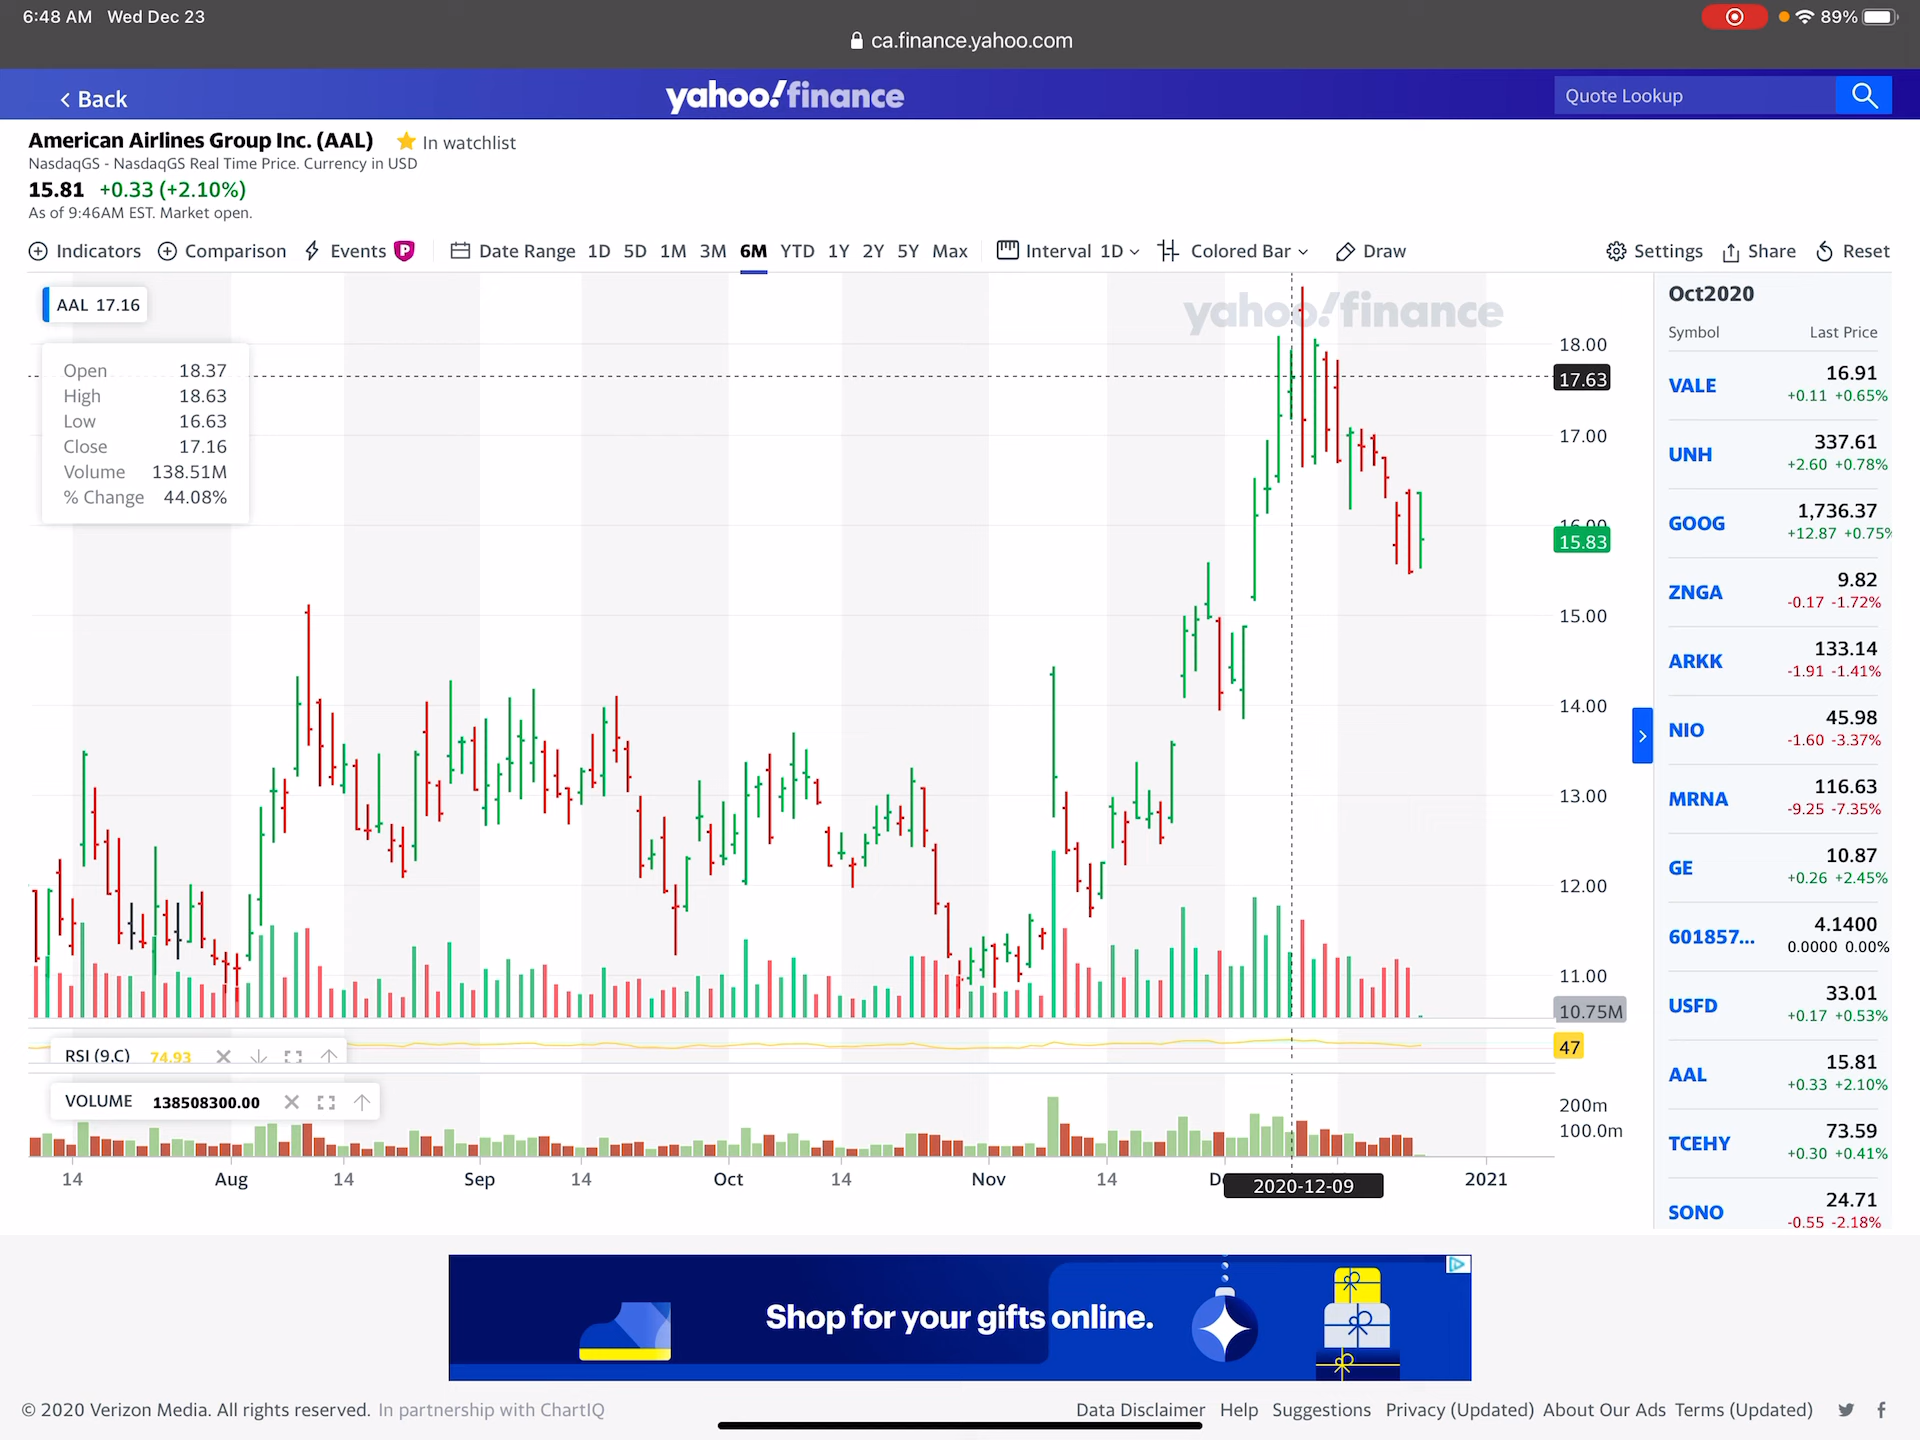 6:48 AM Wed Dec 23
89%
ca.finance.yahoo.com
Back
yahoo!finance
Quote Lookup
American Airlines Group Inc. (AAL) In watchlist
NasdaqGS - NasdaqGS Real Time Price. Currency in USD
15.81 +0.33 (+2.10%)
As of 9:46AM EST. Market open.
Indicators Comparison Events P Date Range 1D 5D 1M 3M 6M YTD 1Y 2Y 5Y Max Interval 1D Colored Bar Draw Settings Share Reset
AAL 17.16
yahoo!finance
Open 18.37
High 18.63
Low 16.63
Close 17.16
Volume 138.51M
% Change 44.08%
18.00
17.63
17.00
16.00
15.83
15.00
14.00
13.00
12.00
11.00
10.75M
RSI (9,C) 74.93
47
VOLUME 138508300.00
200m
100.0m
14 Aug 14 Sep 14 Oct 14 Nov 14 2020-12-09 2021
Oct2020
Symbol Last Price
VALE 16.91
+0.11 +0.65%
UNH 337.61
+2.60 +0.78%
GOOG 1,736.37
+12.87 +0.75%
ZNGA 9.82
-0.17 -1.72%
ARKK 133.14
-1.91 -1.41%
NIO 45.98
-1.60 -3.37%
MRNA 116.63
-9.25 -7.35%
GE 10.87
+0.26 +2.45%
601857... 4.1400
0.0000 0.00%
USFD 33.01
+0.17 +0.53%
AAL 15.81
+0.33 +2.10%
TCEHY 73.59
+0.30 +0.41%
SONO 24.71
-0.55 -2.18%
Shop for your gifts online.
© 2020 Verizon Media. All rights reserved. In partnership with ChartIQ
Data Disclaimer Help Suggestions Privacy (Updated) About Our Ads Terms (Updated)